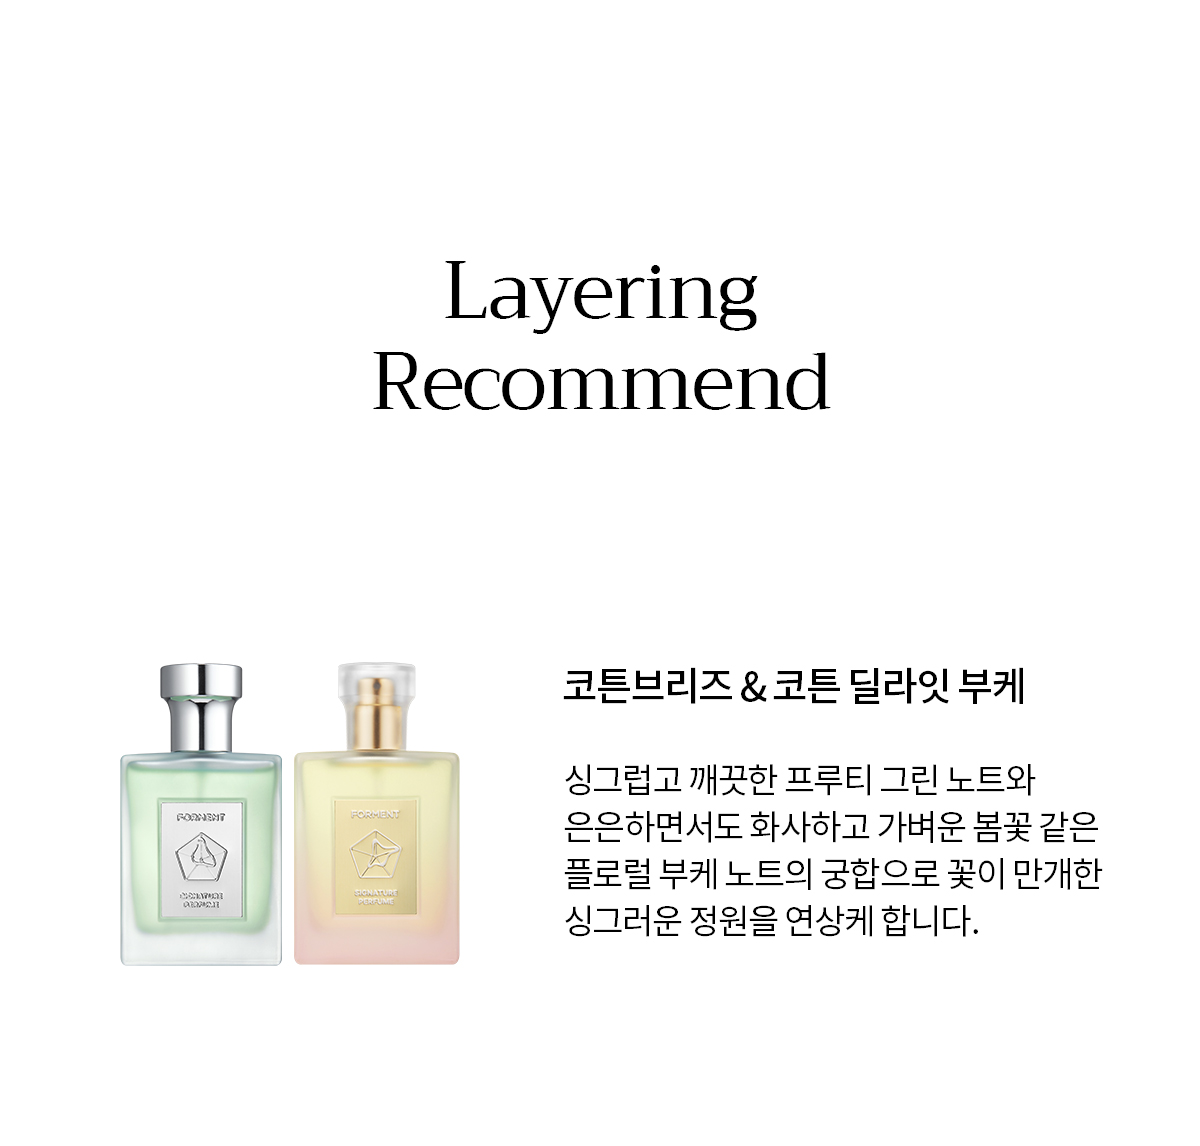 Layering
Recommend
코튼브리즈 & 코튼 딜라잇 부케
싱그럽고 깨끗한 프루티 그린 노트와
은은하면서도 화사하고 가벼운 봄꽃 같은
플로럴 부케 노트의 궁합으로 꽃이 만개한
싱그러운 정원을 연상케 합니다.
FORMENT
SIGNATURE
PERFUME
FORMENT
SIGNATURE
PERFUME